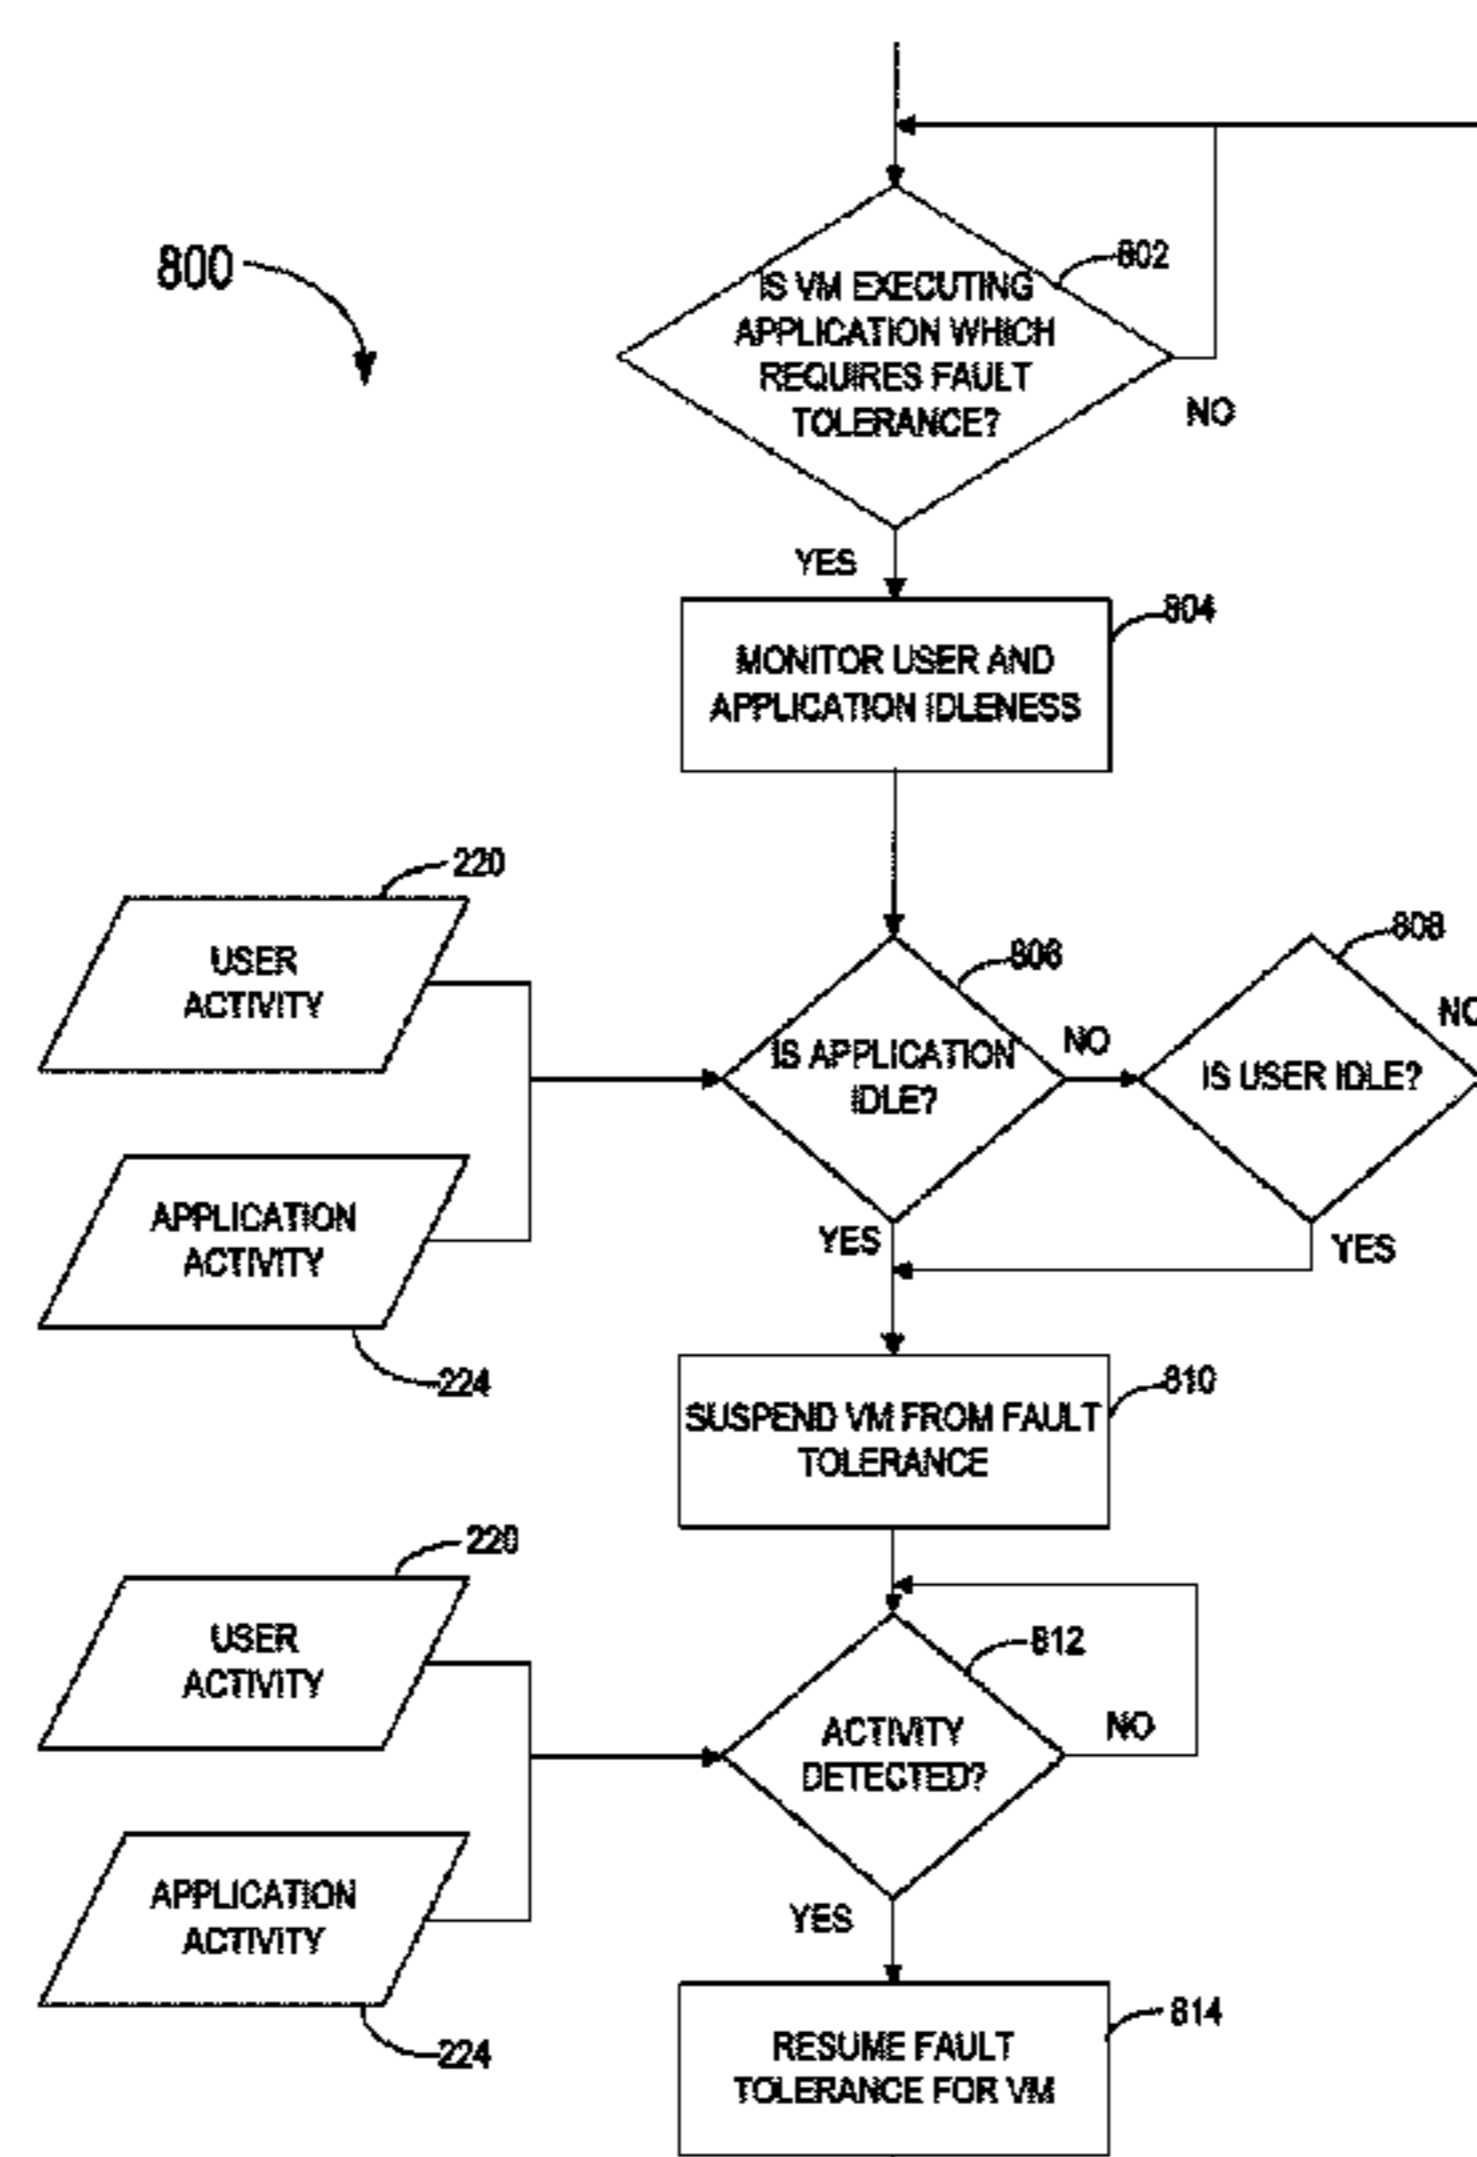 800
802
IS VM EXECUTING
APPLICATION WHICH
REQUIRES FAULT
TOLERANCE?
NO
YES
804
MONITOR USER AND
APPLICATION IDLENESS
220
USER
ACTIVITY
806
IS APPLICATION
IDLE?
NO
808
IS USER IDLE?
NO
APPLICATION
ACTIVITY
224
YES
YES
810
SUSPEND VM FROM FAULT
TOLERANCE
220
USER
ACTIVITY
812
ACTIVITY
DETECTED?
NO
APPLICATION
ACTIVITY
224
YES
814
RESUME FAULT
TOLERANCE FOR VM